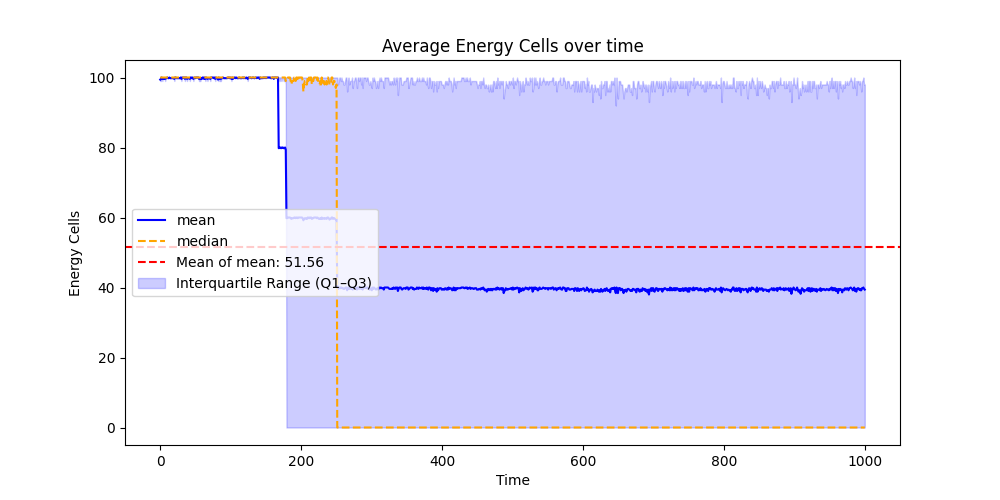 Average Energy Cells over time
Energy Cells
100
80
60
40
20
0
mean
median
Mean of mean: 51.56
Interquartile Range (Q1–Q3)
0 200 400 600 800 1000
Time